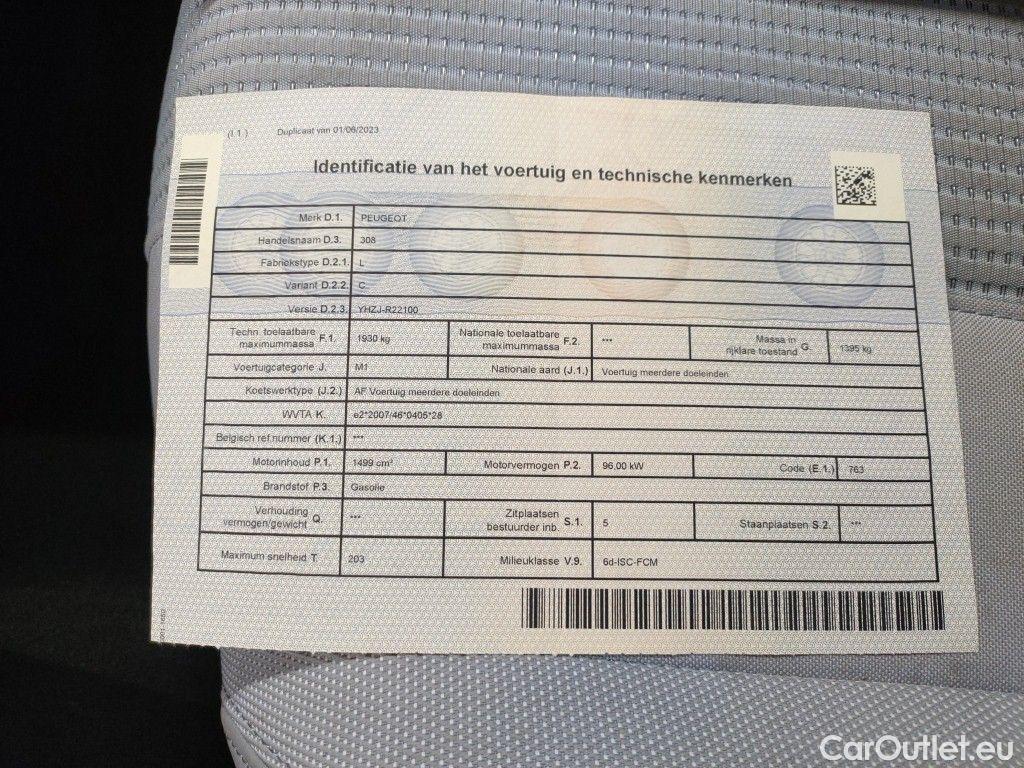 (I.1.) Duplicaat van 01/06/2023
Identificatie van het voertuig en technische kenmerken
Merk D.1. PEUGEOT
Handelsnaam D.3. 308
Fabriekstype D.2.1. L
Variant D.2.2. C
Versie D.2.3. YHZJ-R22100
Techn. toelaatbare maximummassa F.1. 1930 kg Nationale toelaatbare maximummassa F.2. *** Massa in rijklare toestand G. 1395 kg
Voertuigcategorie J. M1 Nationale aard (J.1.) Voertuig meerdere doeleinden
Koetswerktype (J.2.) AF Voertuig meerdere doeleinden
WVTA K. e2*2007/46*0405*28
Belgisch ref.nummer (K.1.) ***
Motorinhoud P.1. 1499 cm³ Motorvermogen P.2. 96,00 kW Code (E.1.) 763
Brandstof P.3. Gasolie
Verhouding vermogen/gewicht Q. *** Zitplaatsen bestuurder inb. S.1. 5 Staanplaatsen S.2. ***
Maximum snelheid T. 203 Milieuklasse V.9. 6d-ISC-FCM
CarOutlet.eu